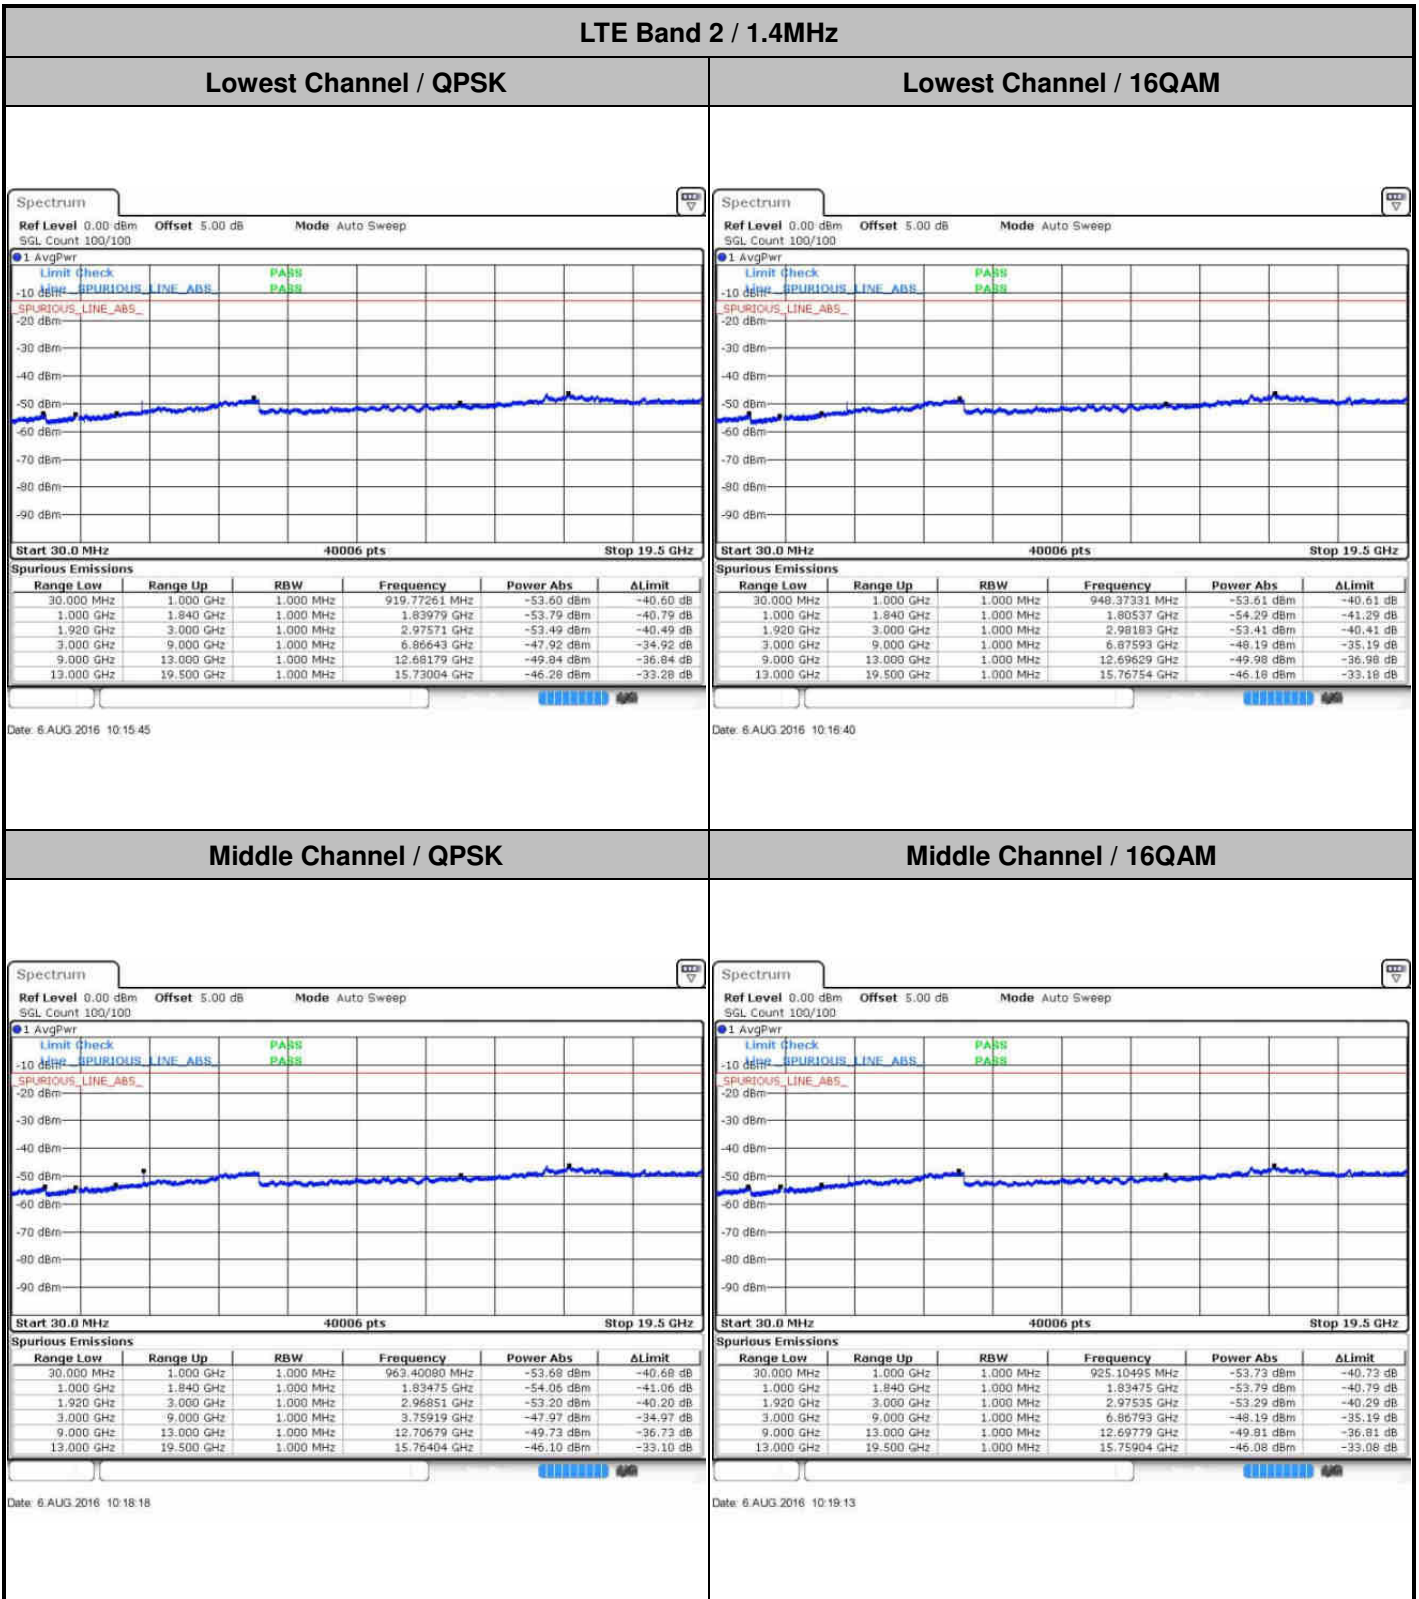 LTE Band 2 / 1.4MHz
Lowest Channel / QPSK
Lowest Channel / 16QAM
Spectrum
Ref Level 0.00 dBm Offset 5.00 dB Mode Auto Sweep
SGL Count 100/100
1 AvgPwr
Limit Check PASS
-10 dBm Line _SPURIOUS_LINE_ABS_ PASS
_SPURIOUS_LINE_ABS_
-20 dBm
-30 dBm
-40 dBm
-50 dBm
-60 dBm
-70 dBm
-80 dBm
-90 dBm
Start 30.0 MHz 40006 pts Stop 19.5 GHz
Spurious Emissions
Range Low Range Up RBW Frequency Power Abs ΔLimit
30.000 MHz 1.000 GHz 1.000 MHz 919.77261 MHz -53.60 dBm -40.60 dB
1.000 GHz 1.840 GHz 1.000 MHz 1.83979 GHz -53.79 dBm -40.79 dB
1.920 GHz 3.000 GHz 1.000 MHz 2.97571 GHz -53.49 dBm -40.49 dB
3.000 GHz 9.000 GHz 1.000 MHz 6.86643 GHz -47.92 dBm -34.92 dB
9.000 GHz 13.000 GHz 1.000 MHz 12.68179 GHz -49.84 dBm -36.84 dB
13.000 GHz 19.500 GHz 1.000 MHz 15.73004 GHz -46.28 dBm -33.28 dB
Date: 6.AUG.2016 10:15:45
Spectrum
Ref Level 0.00 dBm Offset 5.00 dB Mode Auto Sweep
SGL Count 100/100
1 AvgPwr
Limit Check PASS
-10 dBm Line _SPURIOUS_LINE_ABS_ PASS
_SPURIOUS_LINE_ABS_
-20 dBm
-30 dBm
-40 dBm
-50 dBm
-60 dBm
-70 dBm
-80 dBm
-90 dBm
Start 30.0 MHz 40006 pts Stop 19.5 GHz
Spurious Emissions
Range Low Range Up RBW Frequency Power Abs ΔLimit
30.000 MHz 1.000 GHz 1.000 MHz 948.37331 MHz -53.61 dBm -40.61 dB
1.000 GHz 1.840 GHz 1.000 MHz 1.80537 GHz -54.29 dBm -41.29 dB
1.920 GHz 3.000 GHz 1.000 MHz 2.98183 GHz -53.41 dBm -40.41 dB
3.000 GHz 9.000 GHz 1.000 MHz 6.87593 GHz -48.19 dBm -35.19 dB
9.000 GHz 13.000 GHz 1.000 MHz 12.69629 GHz -49.98 dBm -36.98 dB
13.000 GHz 19.500 GHz 1.000 MHz 15.76754 GHz -46.18 dBm -33.18 dB
Date: 6.AUG.2016 10:16:40
Middle Channel / QPSK
Middle Channel / 16QAM
Spectrum
Ref Level 0.00 dBm Offset 5.00 dB Mode Auto Sweep
SGL Count 100/100
1 AvgPwr
Limit Check PASS
-10 dBm Line _SPURIOUS_LINE_ABS_ PASS
_SPURIOUS_LINE_ABS_
-20 dBm
-30 dBm
-40 dBm
-50 dBm
-60 dBm
-70 dBm
-80 dBm
-90 dBm
Start 30.0 MHz 40006 pts Stop 19.5 GHz
Spurious Emissions
Range Low Range Up RBW Frequency Power Abs ΔLimit
30.000 MHz 1.000 GHz 1.000 MHz 963.40080 MHz -53.68 dBm -40.68 dB
1.000 GHz 1.840 GHz 1.000 MHz 1.83475 GHz -54.06 dBm -41.06 dB
1.920 GHz 3.000 GHz 1.000 MHz 2.96851 GHz -53.20 dBm -40.20 dB
3.000 GHz 9.000 GHz 1.000 MHz 3.75919 GHz -47.97 dBm -34.97 dB
9.000 GHz 13.000 GHz 1.000 MHz 12.70679 GHz -49.73 dBm -36.73 dB
13.000 GHz 19.500 GHz 1.000 MHz 15.76404 GHz -46.10 dBm -33.10 dB
Date: 6.AUG.2016 10:18:18
Spectrum
Ref Level 0.00 dBm Offset 5.00 dB Mode Auto Sweep
SGL Count 100/100
1 AvgPwr
Limit Check PASS
-10 dBm Line _SPURIOUS_LINE_ABS_ PASS
_SPURIOUS_LINE_ABS_
-20 dBm
-30 dBm
-40 dBm
-50 dBm
-60 dBm
-70 dBm
-80 dBm
-90 dBm
Start 30.0 MHz 40006 pts Stop 19.5 GHz
Spurious Emissions
Range Low Range Up RBW Frequency Power Abs ΔLimit
30.000 MHz 1.000 GHz 1.000 MHz 925.10495 MHz -53.73 dBm -40.73 dB
1.000 GHz 1.840 GHz 1.000 MHz 1.83475 GHz -53.79 dBm -40.79 dB
1.920 GHz 3.000 GHz 1.000 MHz 2.97535 GHz -53.29 dBm -40.29 dB
3.000 GHz 9.000 GHz 1.000 MHz 6.86793 GHz -48.19 dBm -35.19 dB
9.000 GHz 13.000 GHz 1.000 MHz 12.69779 GHz -49.81 dBm -36.81 dB
13.000 GHz 19.500 GHz 1.000 MHz 15.75904 GHz -46.08 dBm -33.08 dB
Date: 6.AUG.2016 10:19:13